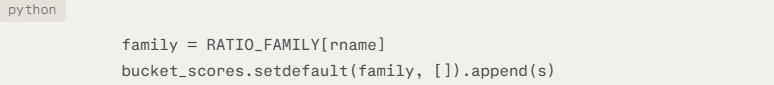 python
family = RATIO_FAMILY[rname]
bucket_scores.setdefault(family, []).append(s)